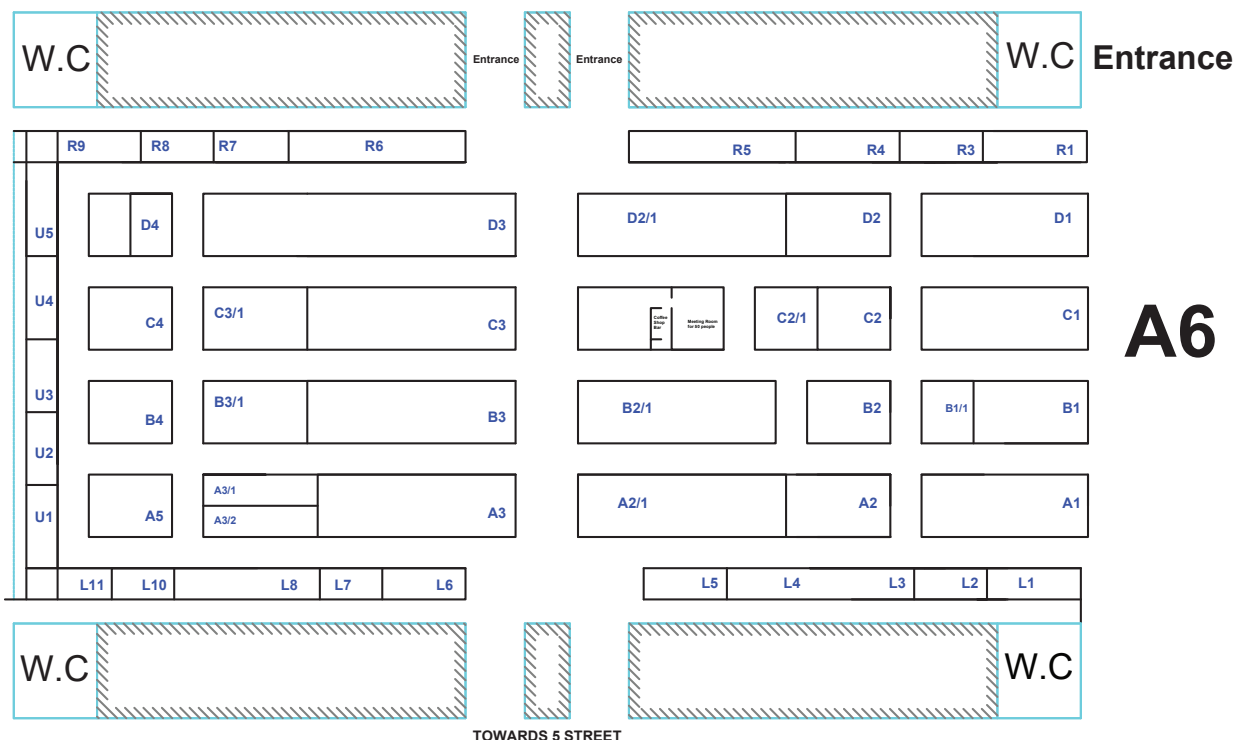 W.C
Entrance
Entrance
W.C
Entrance
R9
R8
R7
R6
R5
R4
R3
R1
U5
D4
D3
D2/1
D2
D1
U4
C4
C3/1
C3
Coffee
Shop
Bar
Meeting Room
for 50 people
C2/1
C2
C1
A6
U3
B4
B3/1
B3
B2/1
B2
B1/1
B1
U2
U1
A5
A3/1
A3/2
A3
A2/1
A2
A1
L11
L10
L8
L7
L6
L5
L4
L3
L2
L1
W.C
W.C
TOWARDS 5 STREET